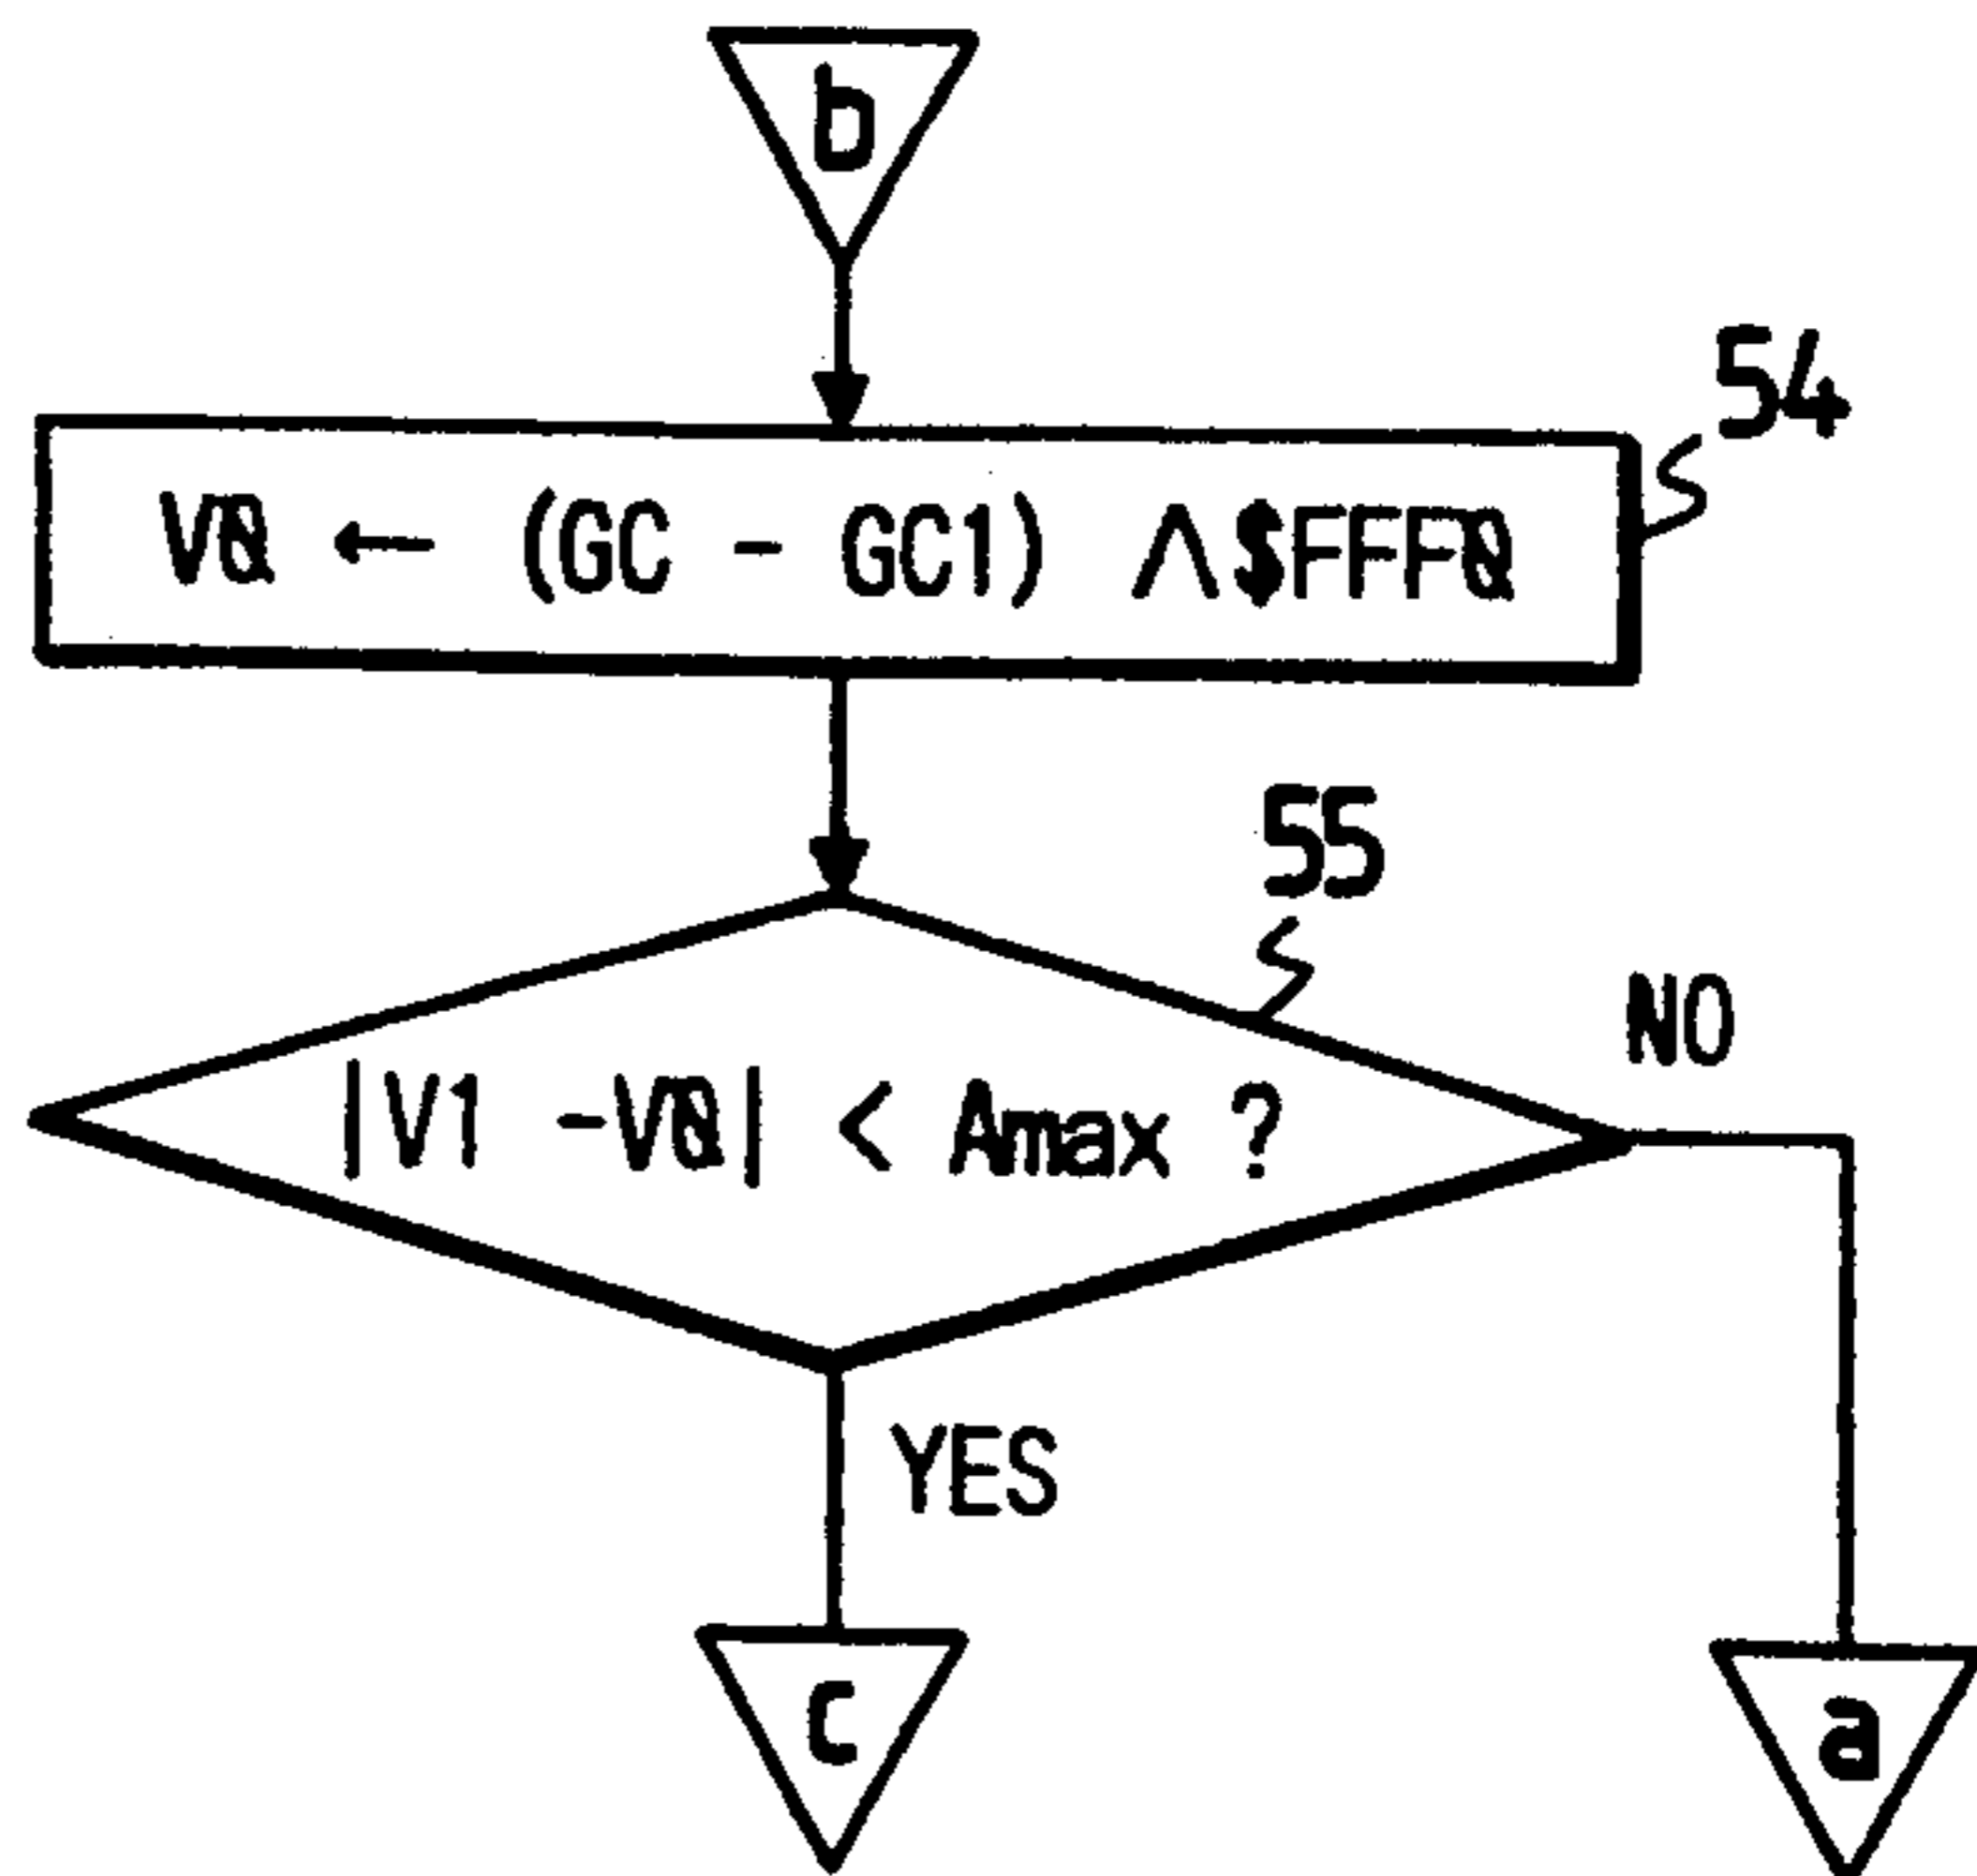 b
54
V0 ← (GC - GC1) ∧ $FFF0
55
NO
|V1 - V0| < Amax ?
YES
c
a